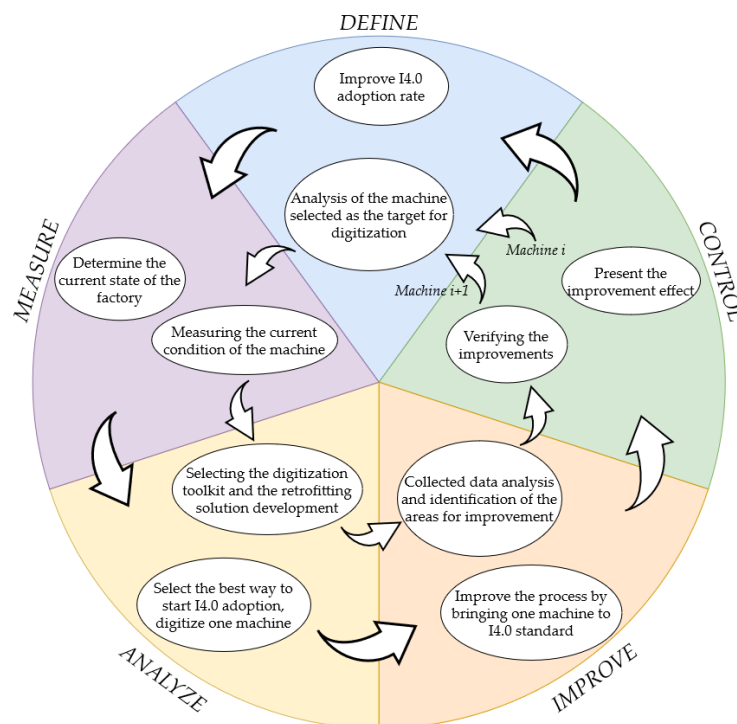 DEFINE
Improve I4.0
adoption rate
Analysis of the machine
selected as the target for
digitization
MEASURE
Determine the
current state of the
factory
Measuring the current
condition of the machine
ANALYZE
Selecting the digitization
toolkit and the retrofitting
solution development
Select the best way to
start I4.0 adoption,
digitize one machine
IMPROVE
Collected data analysis
and identification of the
areas for improvement
Improve the process by
bringing one machine to
I4.0 standard
CONTROL
Machine i
Machine i+1
Present the
improvement effect
Verifying the
improvements